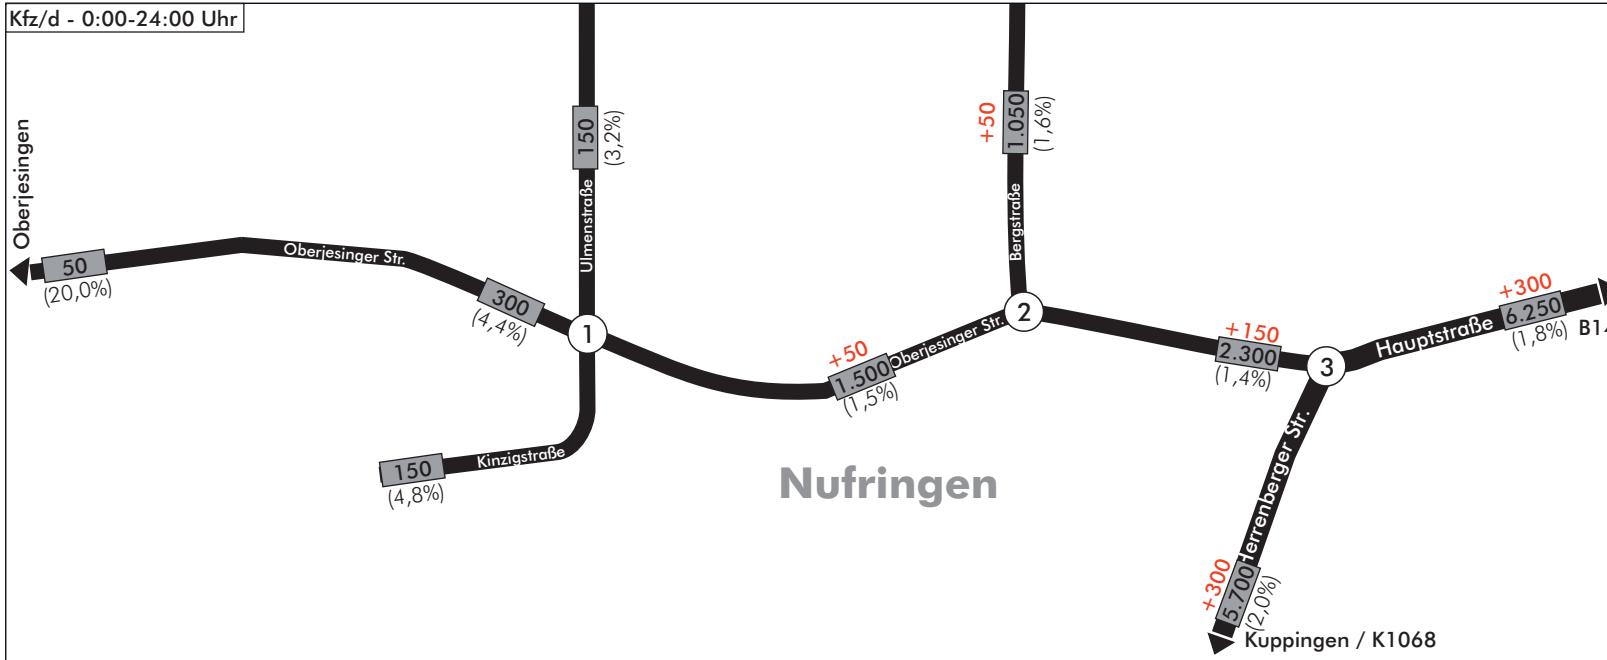 Kfz/d - 0:00-24:00 Uhr
Oberjesingen
50
(20,0%)
Oberjesinger Str.
300
(4,4%)
150
(3,2%)
Ulmenstraße
1
Kinzigstraße
150
(4,8%)
+50
1.500
(1,5%)
Oberjesinger Str.
+50
1.050
(1,6%)
Bergstraße
2
+150
2.300
(1,4%)
3
Hauptstraße
+300
6.250
(1,8%)
B14
Herrenberger Str.
+300
5.700
(2,0%)
Kuppingen / K1068
Nufringen